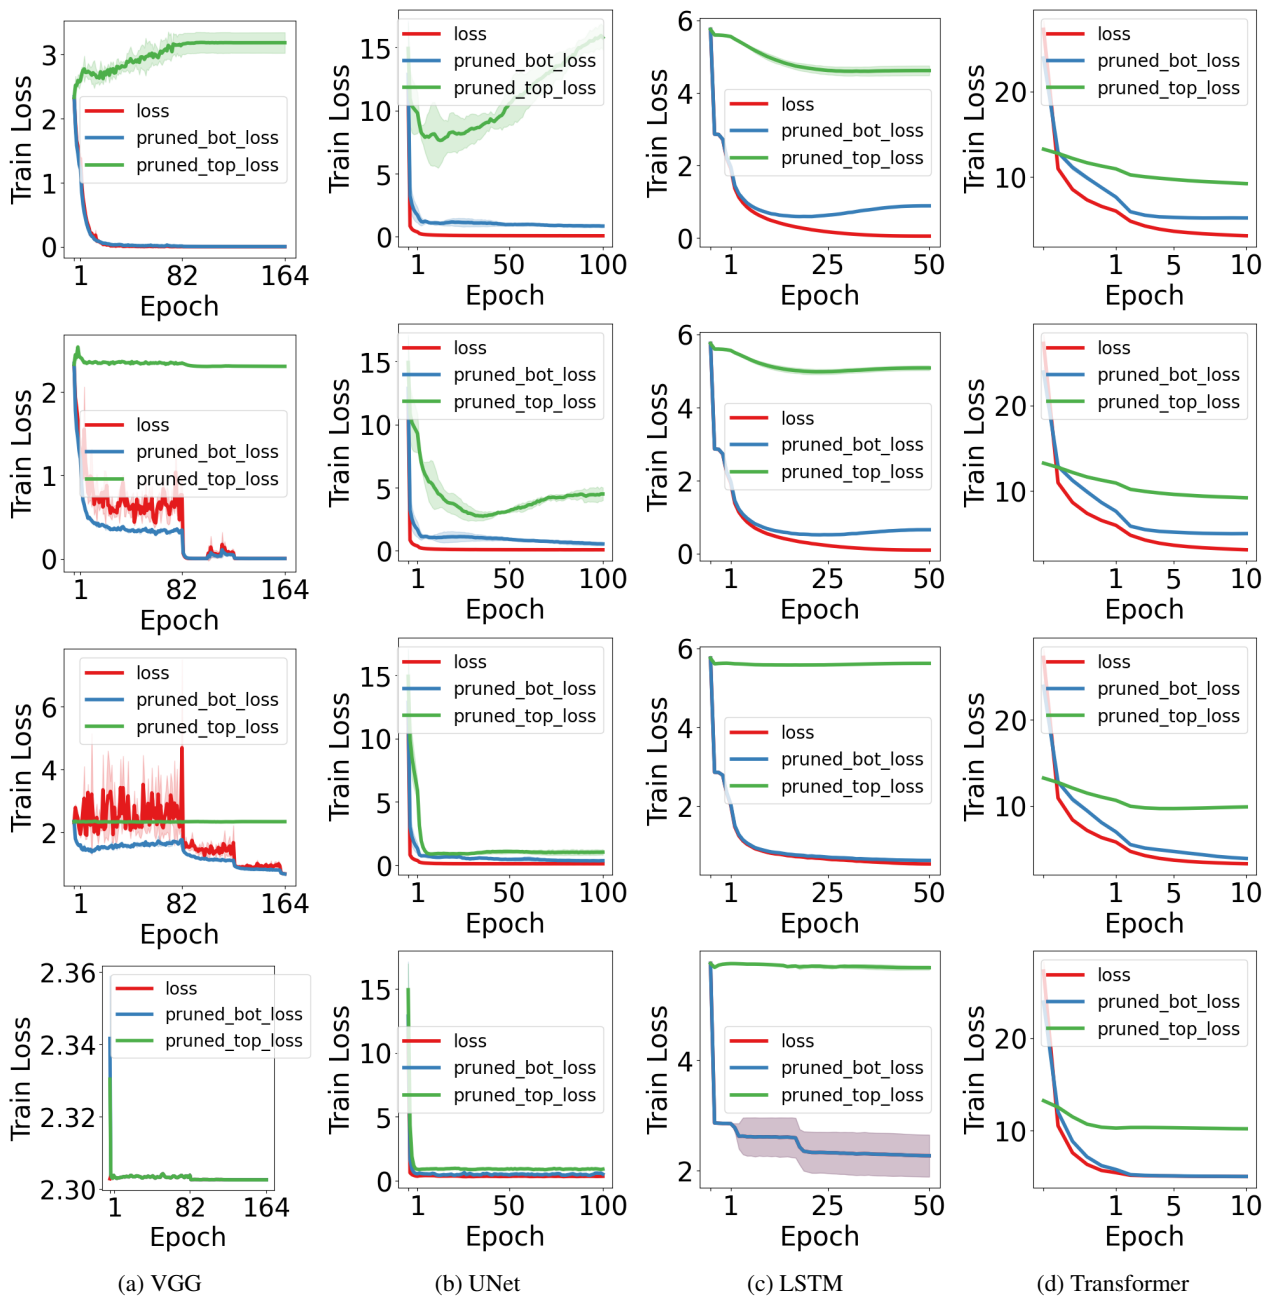 3
2
1
0
Train Loss
loss
pruned_bot_loss
pruned_top_loss
1 82 164
Epoch
15
10
5
0
Train Loss
loss
pruned_bot_loss
pruned_top_loss
1 50 100
Epoch
6
4
2
0
Train Loss
loss
pruned_bot_loss
pruned_top_loss
1 25 50
Epoch
20
10
Train Loss
loss
pruned_bot_loss
pruned_top_loss
1 5 10
Epoch
2
1
0
Train Loss
loss
pruned_bot_loss
pruned_top_loss
1 82 164
Epoch
15
10
5
0
Train Loss
loss
pruned_bot_loss
pruned_top_loss
1 50 100
Epoch
6
4
2
0
Train Loss
loss
pruned_bot_loss
pruned_top_loss
1 25 50
Epoch
20
10
Train Loss
loss
pruned_bot_loss
pruned_top_loss
1 5 10
Epoch
6
4
2
Train Loss
loss
pruned_bot_loss
pruned_top_loss
1 82 164
Epoch
15
10
5
0
Train Loss
loss
pruned_bot_loss
pruned_top_loss
1 50 100
Epoch
6
4
2
Train Loss
loss
pruned_bot_loss
pruned_top_loss
1 25 50
Epoch
20
10
Train Loss
loss
pruned_bot_loss
pruned_top_loss
1 5 10
Epoch
2.36
2.34
2.32
2.30
Train Loss
loss
pruned_bot_loss
pruned_top_loss
1 82 164
Epoch
15
10
5
0
Train Loss
loss
pruned_bot_loss
pruned_top_loss
1 50 100
Epoch
4
2
Train Loss
loss
pruned_bot_loss
pruned_top_loss
1 25 50
Epoch
20
10
Train Loss
loss
pruned_bot_loss
pruned_top_loss
1 5 10
Epoch
(a) VGG
(b) UNet
(c) LSTM
(d) Transformer